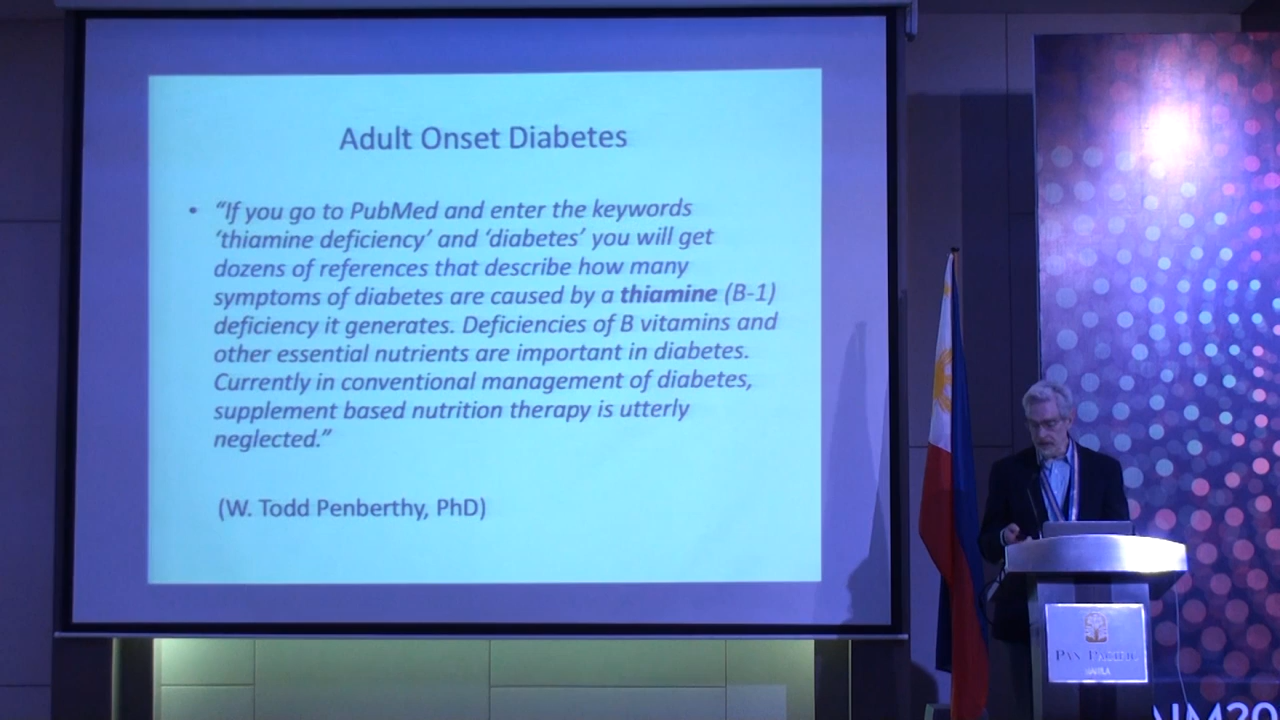 Adult Onset Diabetes
• “If you go to PubMed and enter the keywords
‘thiamine deficiency’ and ‘diabetes’ you will get
dozens of references that describe how many
symptoms of diabetes are caused by a thiamine (B-1)
deficiency it generates. Deficiencies of B vitamins and
other essential nutrients are important in diabetes.
Currently in conventional management of diabetes,
supplement based nutrition therapy is utterly
neglected.”
(W. Todd Penberthy, PhD)
PAN PACIFIC
MANILA